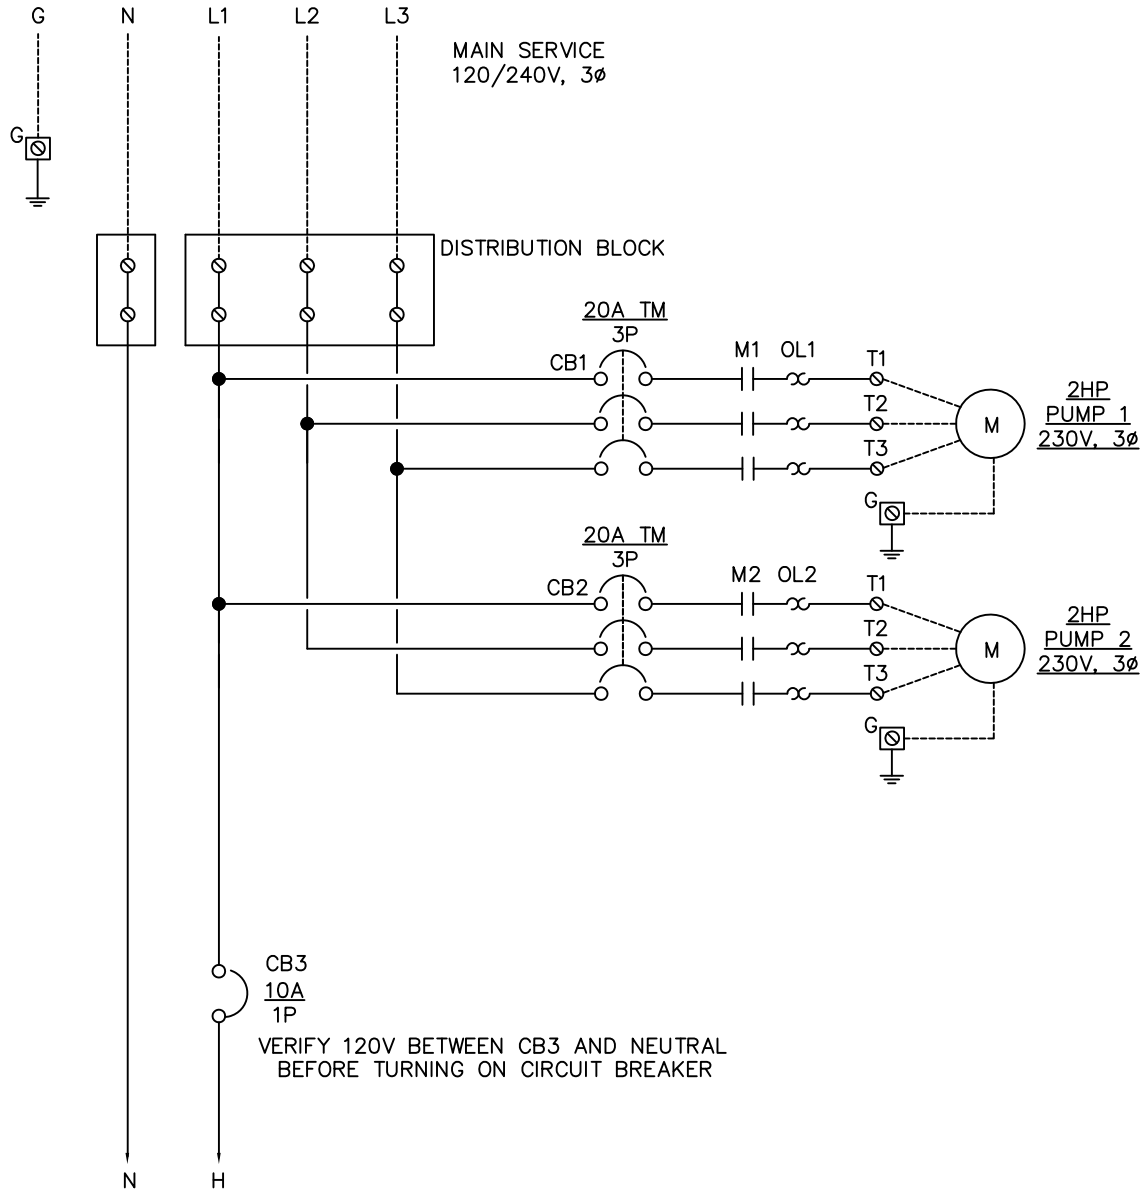 G N L1 L2 L3
MAIN SERVICE
120/240V, 3ø
G
DISTRIBUTION BLOCK
20A TM
3P
CB1 M1 OL1 T1
T2
T3
M
2HP
PUMP 1
230V, 3ø
G
20A TM
3P
CB2 M2 OL2 T1
T2
T3
M
2HP
PUMP 2
230V, 3ø
G
CB3
10A
1P
VERIFY 120V BETWEEN CB3 AND NEUTRAL
BEFORE TURNING ON CIRCUIT BREAKER
N H